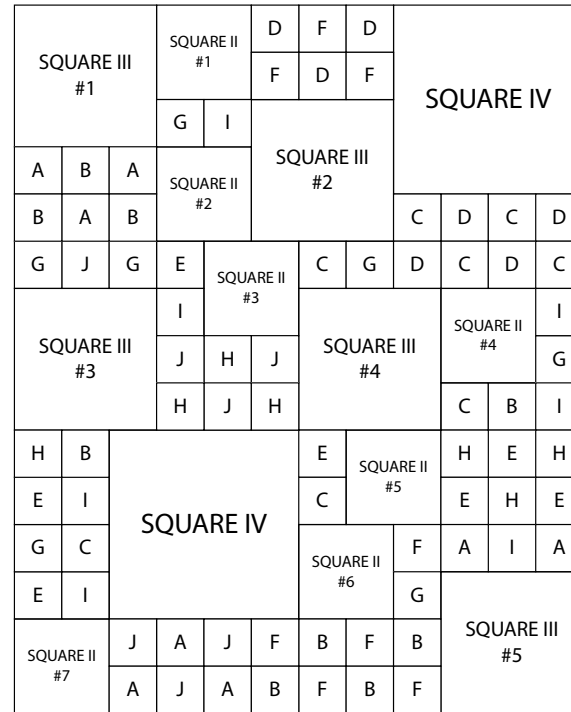 SQUARE III #1 SQUARE II #1 D F D SQUARE IV
F D F
G I SQUARE III #2
A B A SQUARE II #2
B A B C D C D
G J G E SQUARE II #3 C G D C D C
SQUARE III #3 I SQUARE III #4 SQUARE II #4 I
J H J G
H J H C B I
H B SQUARE IV E SQUARE II #5 H E H
E I C E H E
G C SQUARE II #6 F A I A
E I G SQUARE III #5
SQUARE II #7 J A J F B F B
A J A B F B F